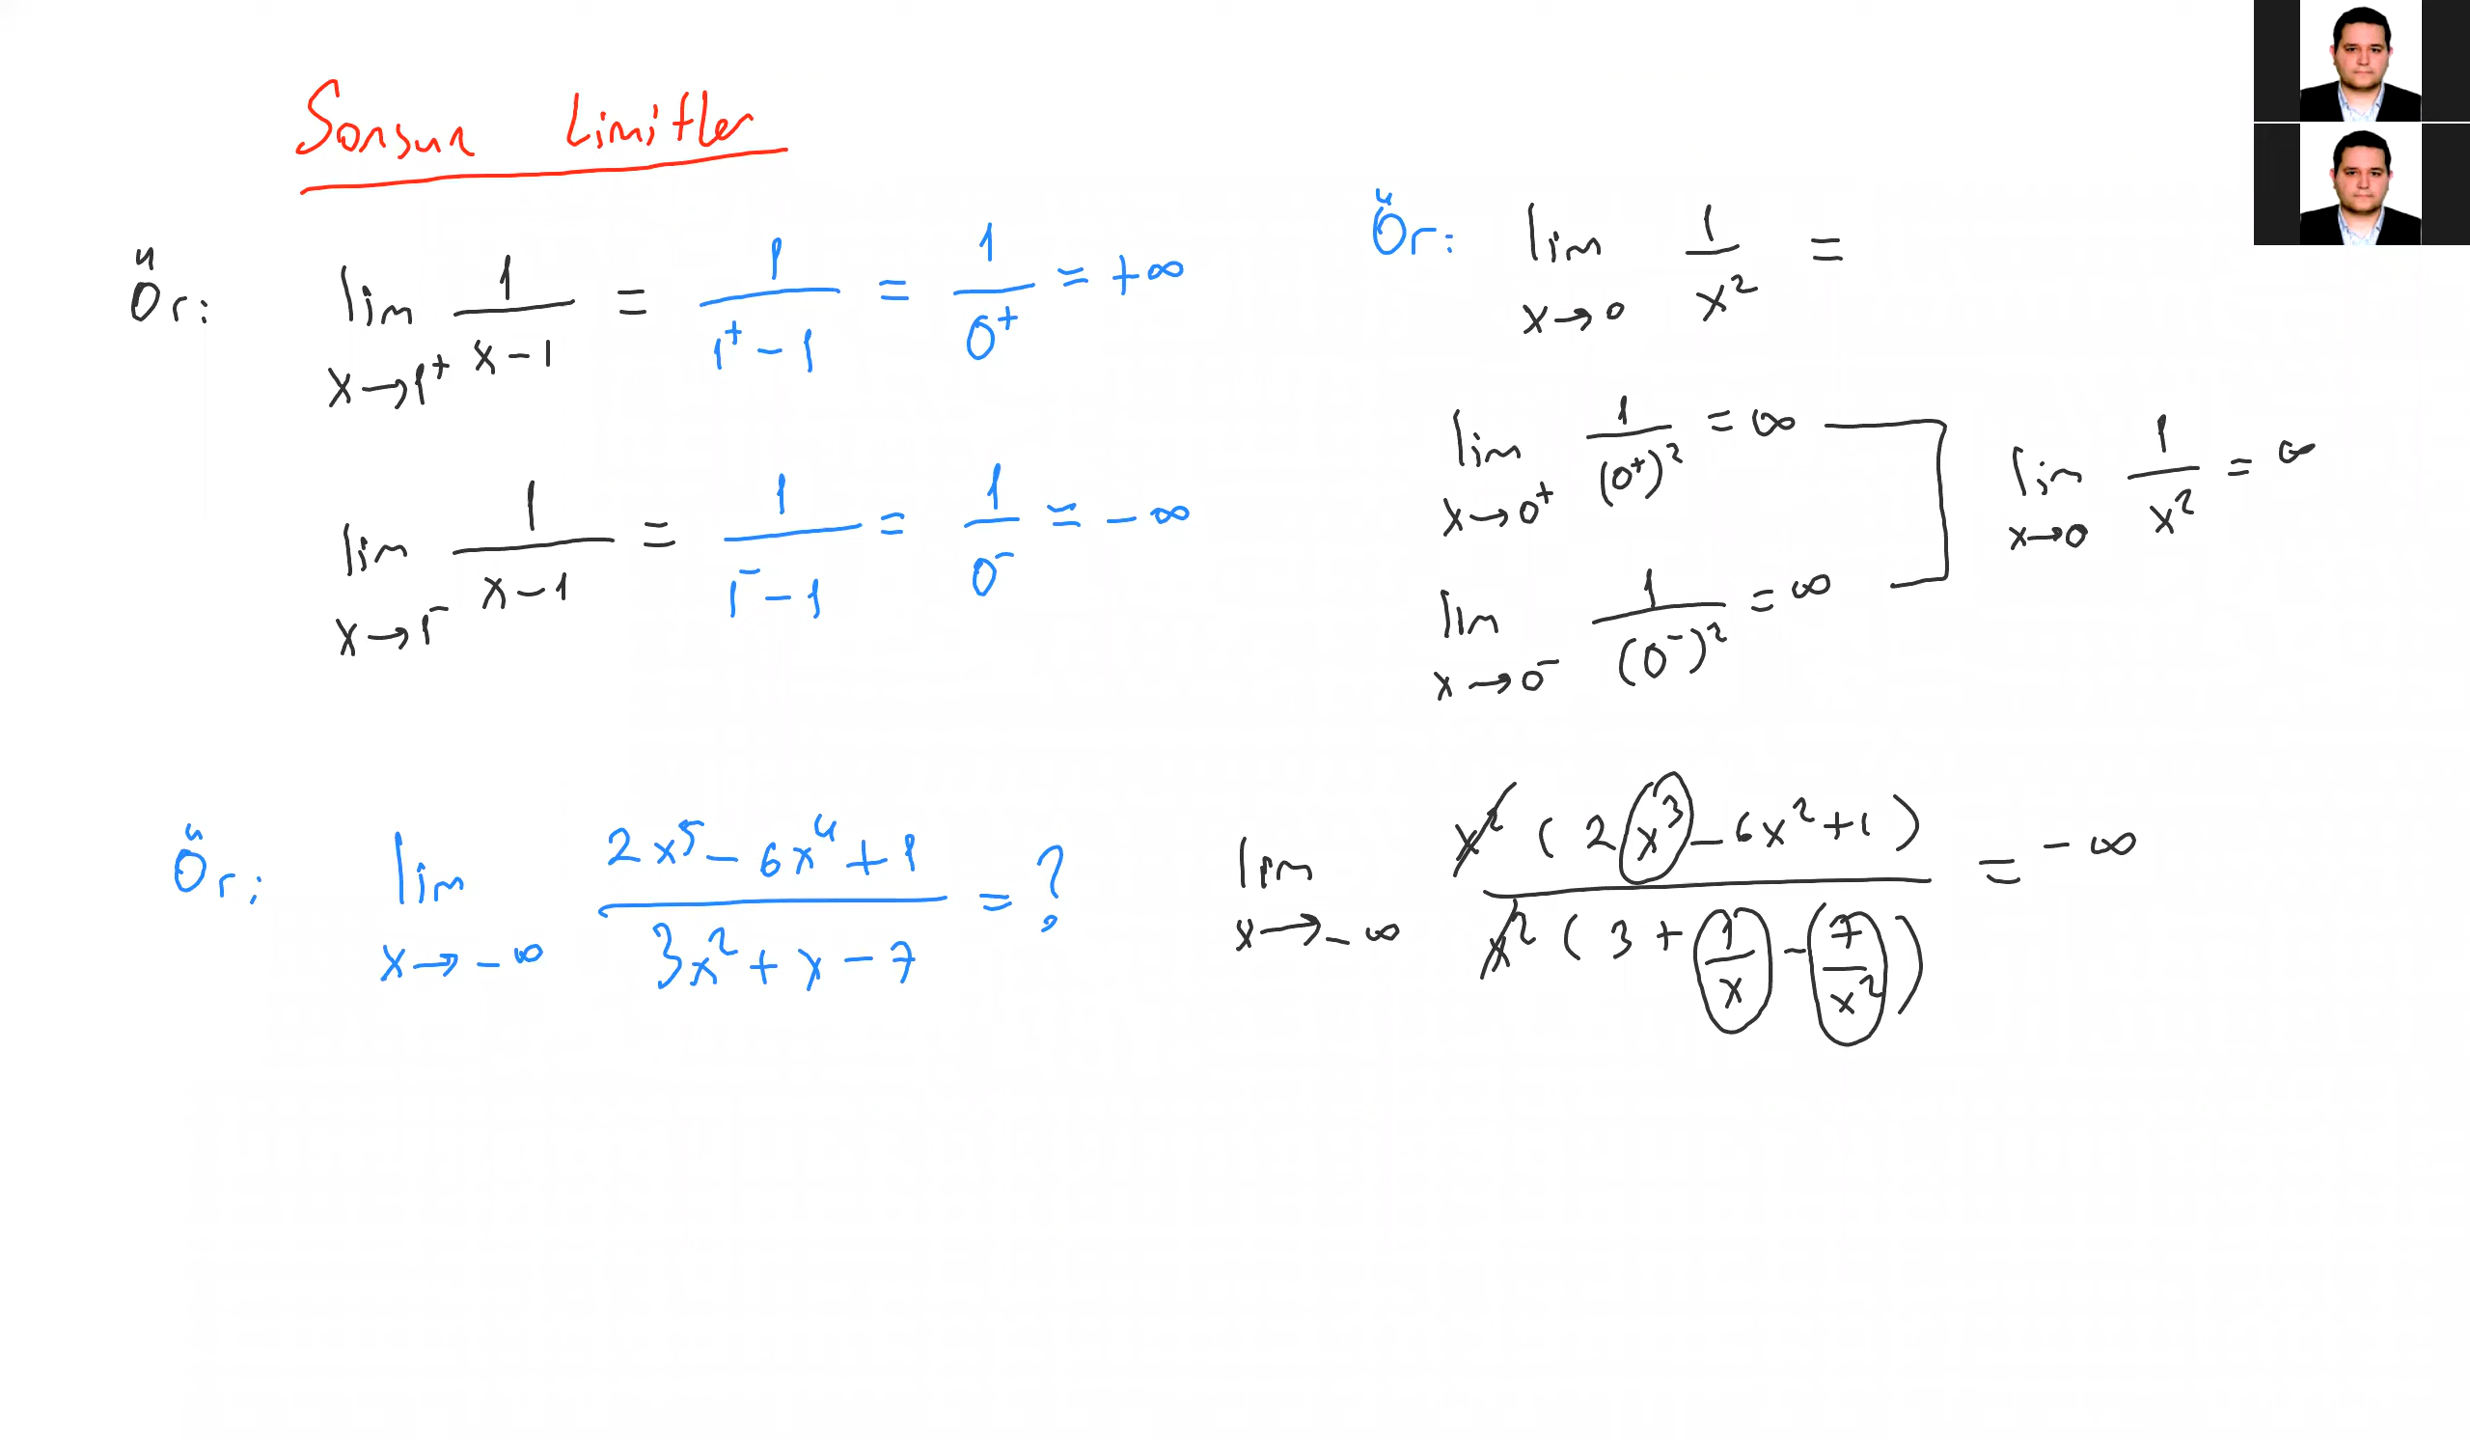 Sonsuz Limitler
Ör: lim x→1⁺ 1/(x-1) = 1/(1⁺-1) = 1/0⁺ = +∞
lim x→1⁻ 1/(x-1) = 1/(1⁻-1) = 1/0⁻ = -∞
Ör: lim x→0 1/x² =
lim x→0⁺ 1/(0⁺)² = ∞
lim x→0⁻ 1/(0⁻)² = ∞
lim x→0 1/x² = ∞
Ör: lim x→-∞ (2x⁵-6x⁴+1)/(3x²+x-7) = ?
lim x→-∞ x²(2x³-6x²+1)/x²(3+1/x-7/x²) = -∞